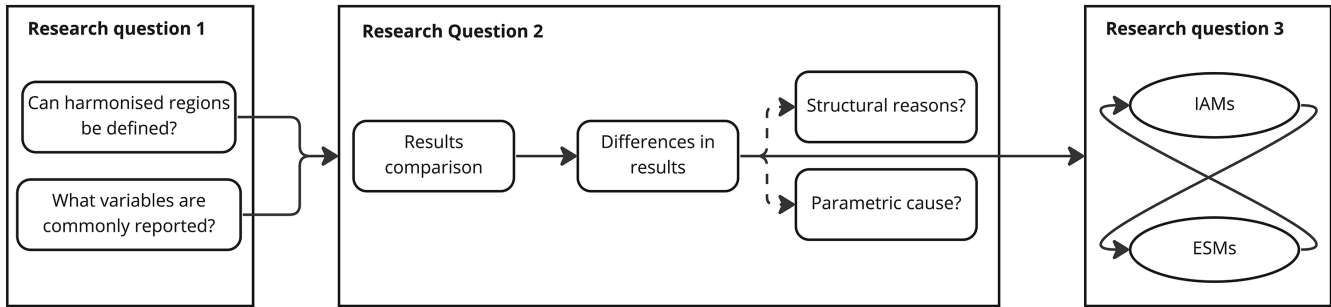 Research question 1
Can harmonised regions
be defined?
What variables are
commonly reported?
Research Question 2
Results
comparison
Differences in
results
Structural reasons?
Parametric cause?
Research question 3
IAMs
ESMs